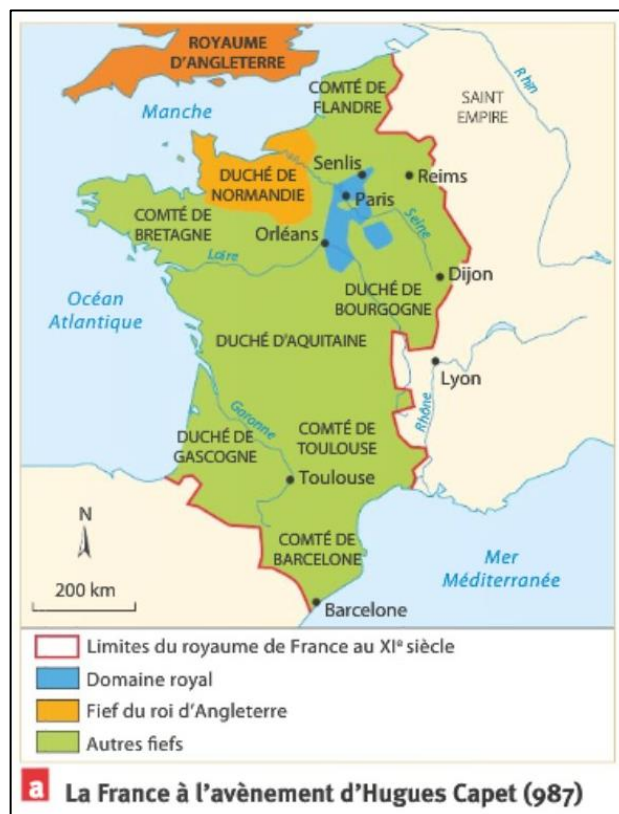 ROYAUME
D'ANGLETERRE
Manche
COMTÉ
DE
FLANDRE
Rhin
SAINT
EMPIRE
Senlis
Reims
DUCHÉ DE
NORMANDIE
Paris
COMTÉ DE
BRETAGNE
Orléans
Seine
Loire
Dijon
Océan
Atlantique
DUCHÉ DE
BOURGOGNE
DUCHÉ D'AQUITAINE
Lyon
Garonne
Rhône
DUCHÉ DE
GASCOGNE
COMTÉ DE
TOULOUSE
Toulouse
N
COMTÉ DE
BARCELONE
Mer
Méditerranée
200 km
Barcelone
Limites du royaume de France au XIe siècle
Domaine royal
Fief du roi d'Angleterre
Autres fiefs
a La France à l'avènement d'Hugues Capet (987)